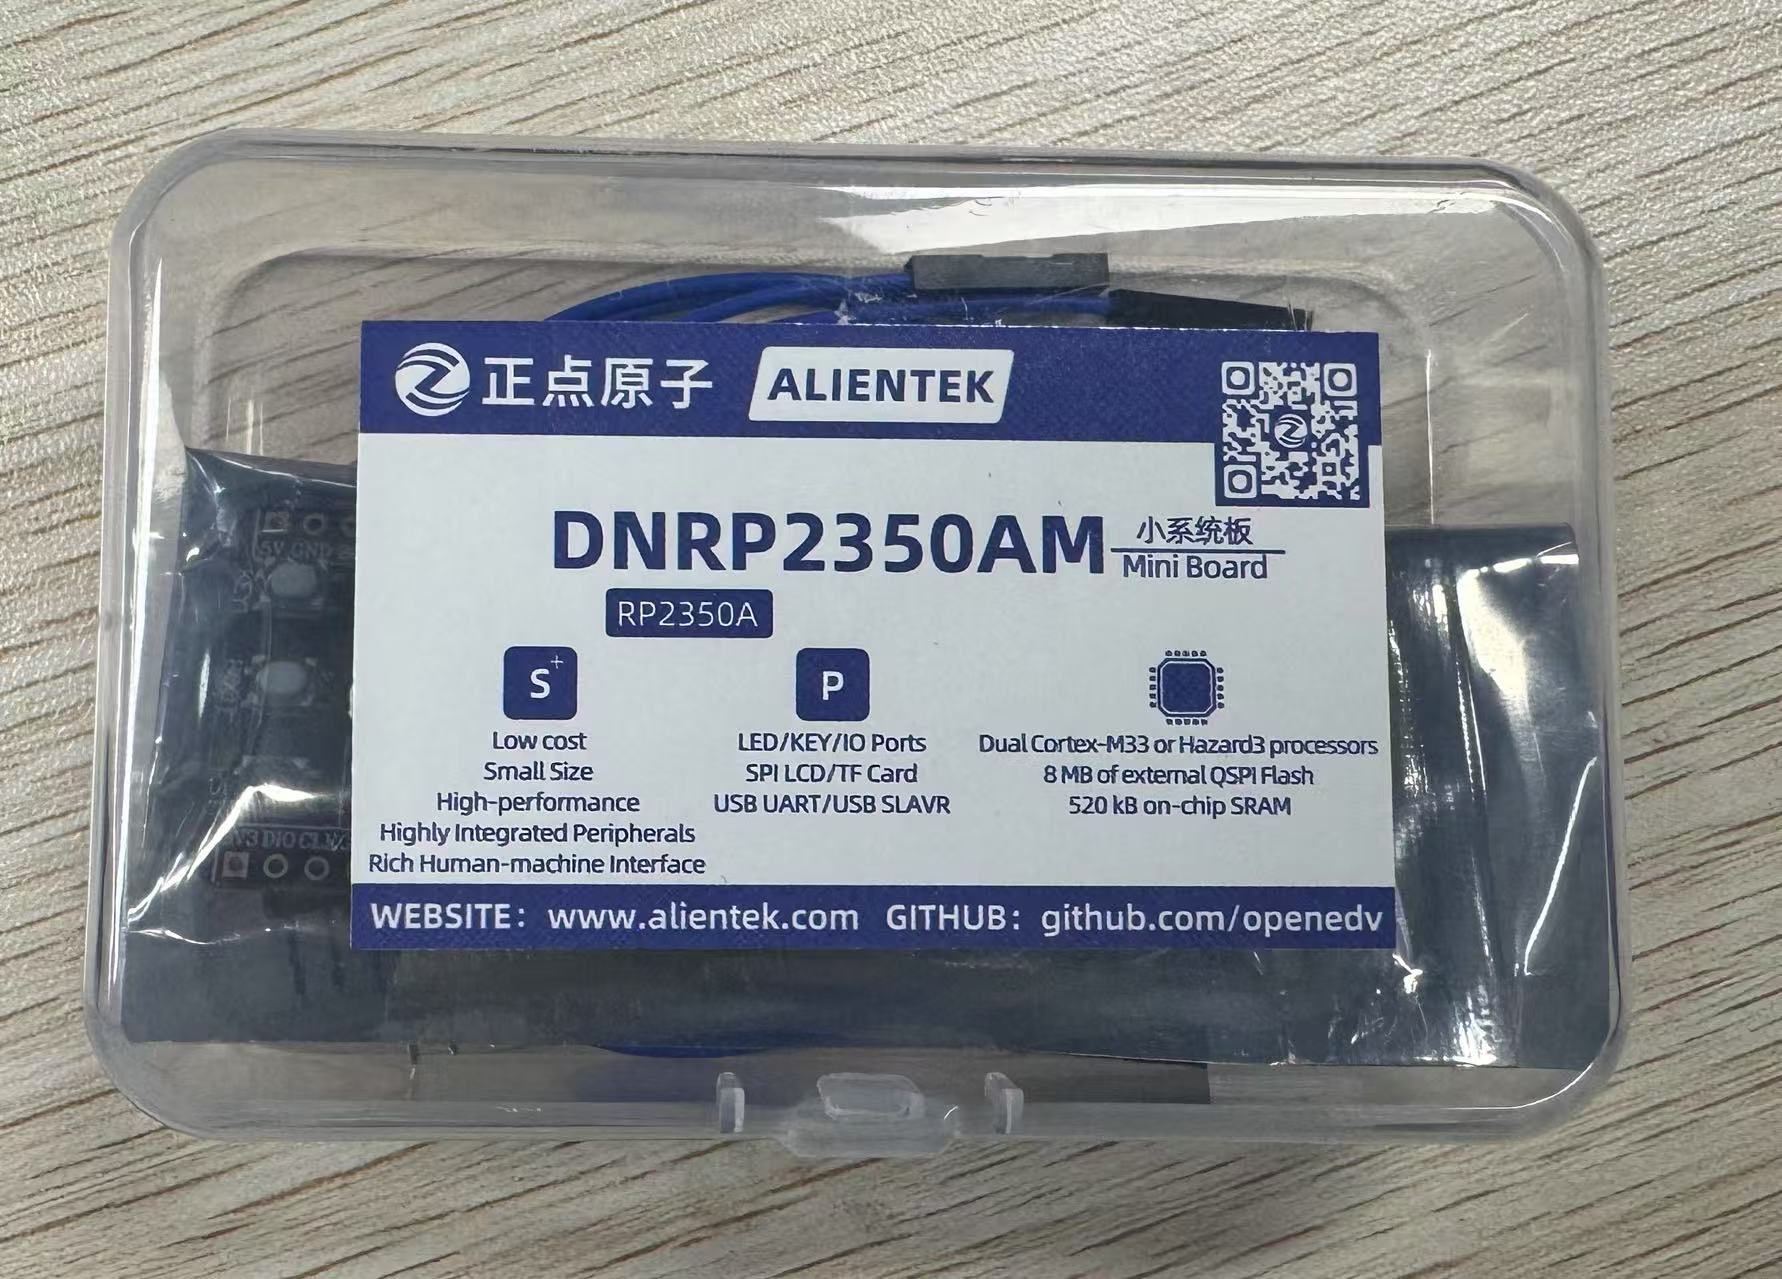 正点原子 ALIENTEK
DNRP2350AM 小系统板
Mini Board
RP2350A
S+
Low cost
Small Size
High-performance
Highly Integrated Peripherals
Rich Human-machine Interface
P
LED/KEY/IO Ports
SPI LCD/TF Card
USB UART/USB SLAVR
Dual Cortex-M33 or Hazard3 processors
8 MB of external QSPI Flash
520 kB on-chip SRAM
WEBSITE: www.alientek.com GITHUB: github.com/openedv
5V GND
DIO